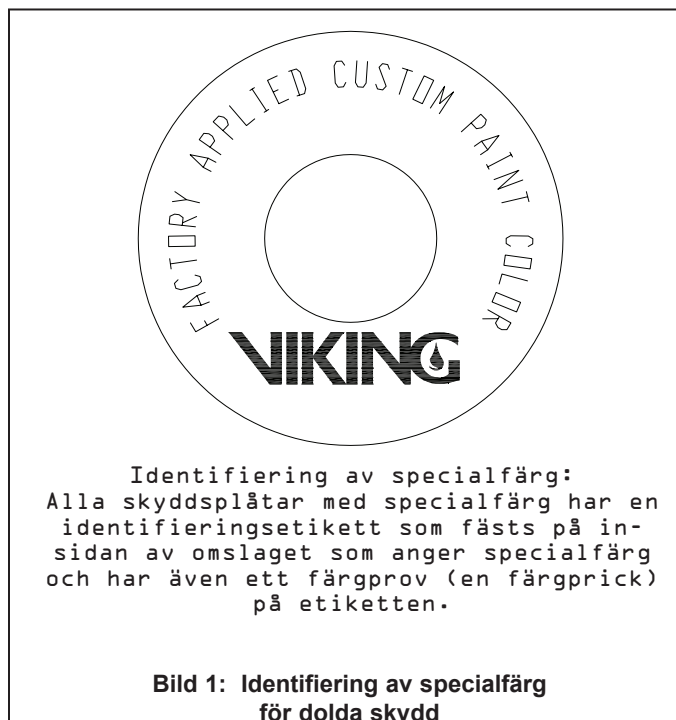 FACTORY APPLIED CUSTOM PAINT COLOR
VIKING
Identifiering av specialfärg:
Alla skyddsplåtar med specialfärg har en
identifieringsetikett som fästs på in-
sidan av omslaget som anger specialfärg
och har även ett färgprov (en färgprick)
på etiketten.
Bild 1: Identifiering av specialfärg
för dolda skydd